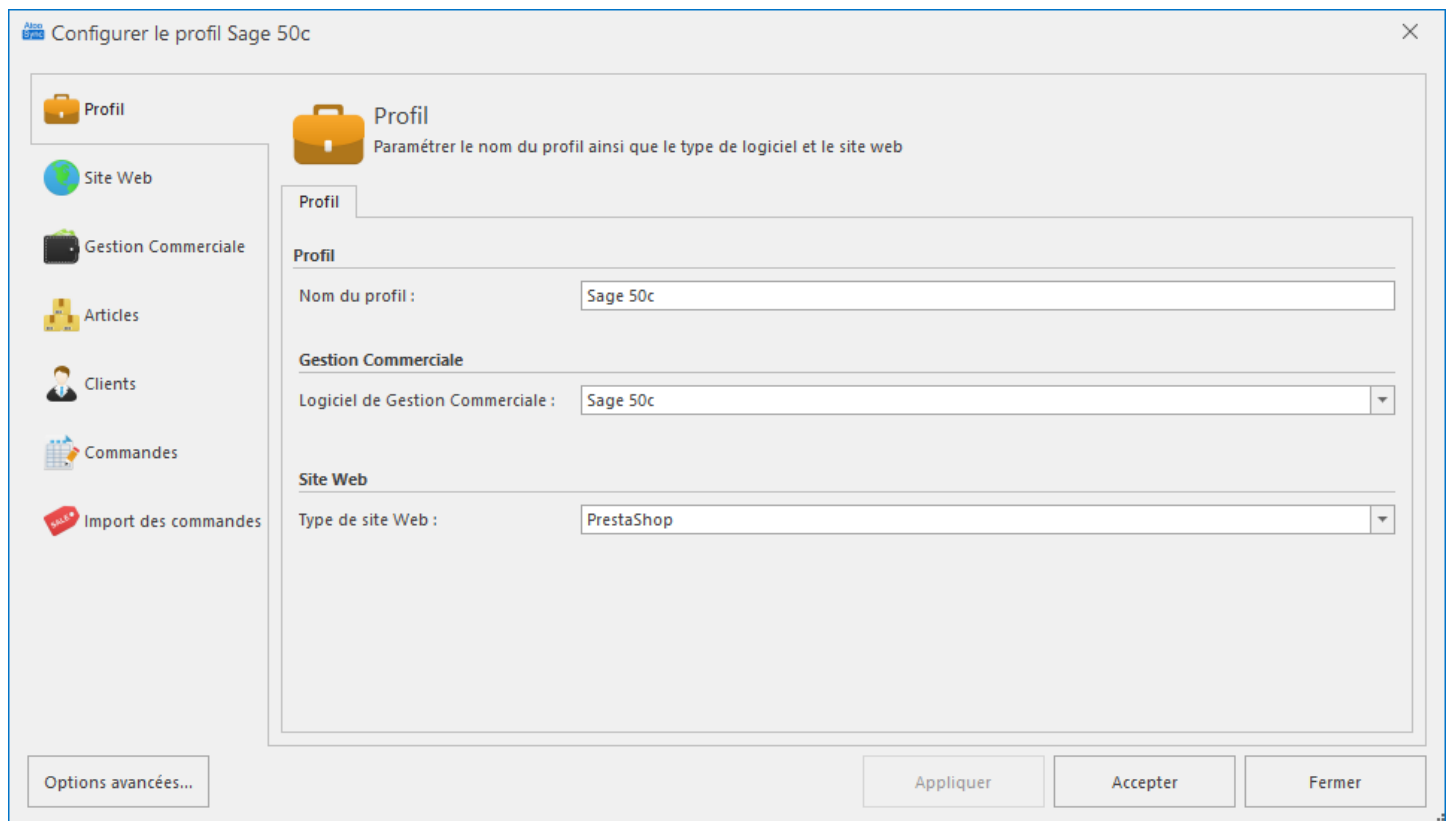 Atoo
Sync
Configurer le profil Sage 50c
Profil
Site Web
Gestion Commerciale
Articles
Clients
Commandes
SALE
Import des commandes
Profil
Paramétrer le nom du profil ainsi que le type de logiciel et le site web
Profil
Profil
Nom du profil :
Sage 50c
Gestion Commerciale
Logiciel de Gestion Commerciale :
Sage 50c
Site Web
Type de site Web :
PrestaShop
Options avancées...
Appliquer
Accepter
Fermer